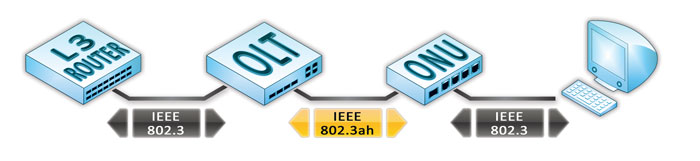 L3
ROUTER
OLT
ONU
IEEE
802.3
IEEE
802.3ah
IEEE
802.3